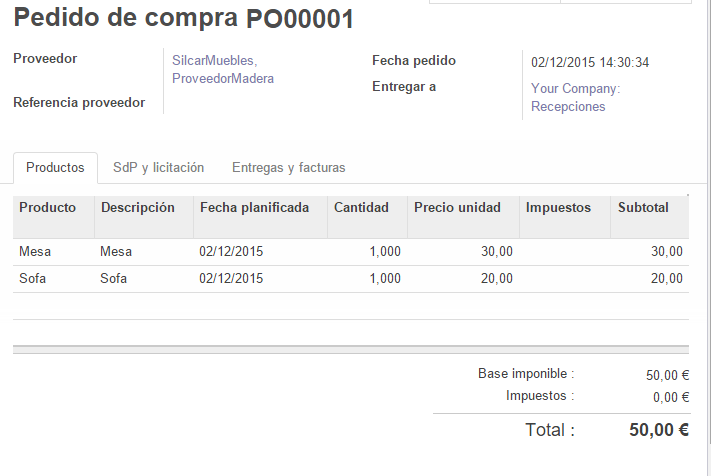 Pedido de compra PO00001
Proveedor
SilcarMuebles,
ProveedorMadera
Referencia proveedor
Fecha pedido
02/12/2015 14:30:34
Entregar a
Your Company:
Recepciones
Productos SdP y licitación Entregas y facturas
Producto Descripción Fecha planificada Cantidad Precio unidad Impuestos Subtotal
Mesa Mesa 02/12/2015 1,000 30,00 30,00
Sofa Sofa 02/12/2015 1,000 20,00 20,00
Base imponible : 50,00 €
Impuestos : 0,00 €
Total : 50,00 €